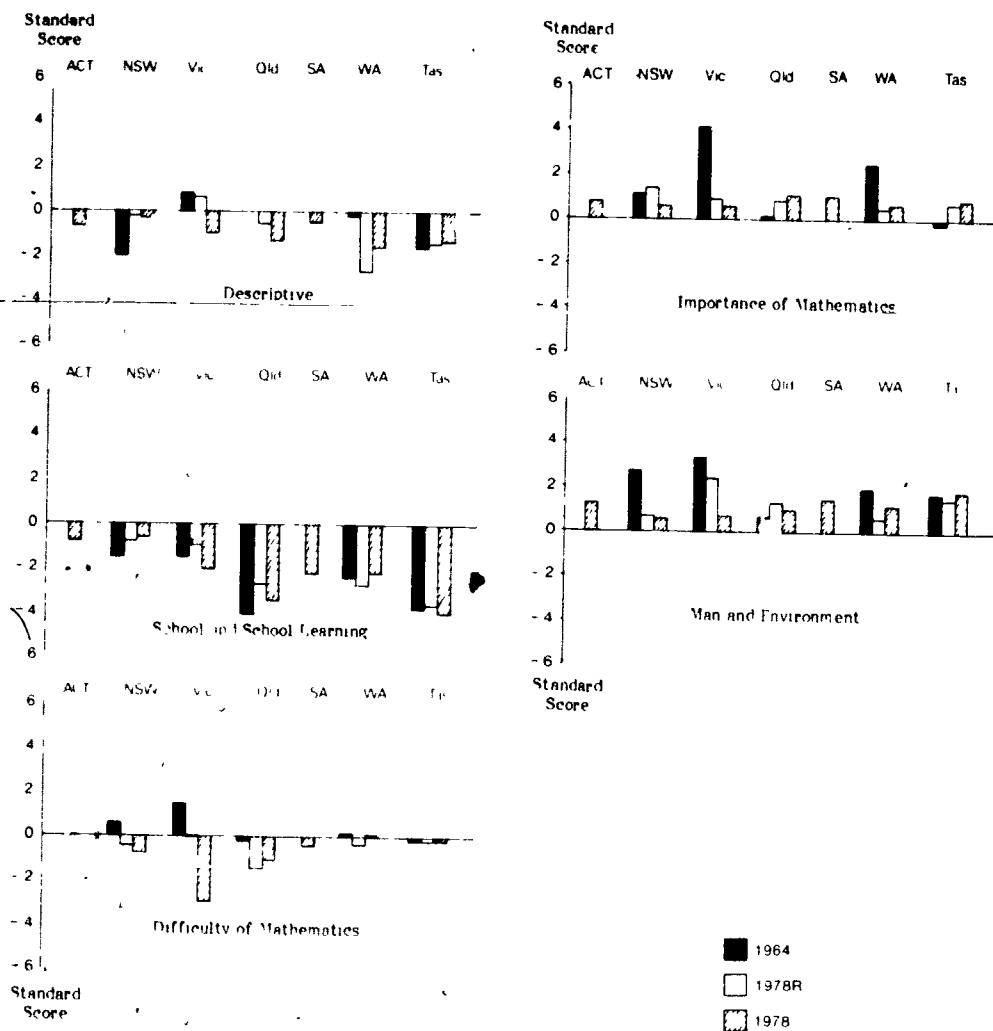 Standard
Score
ACT NSW Vic Qld SA WA Tas
6
4
2
0
- 2
- 4
- 6
Descriptive
Standard
Score
ACT NSW Vic Qld SA WA Tas
6
4
2
0
- 2
- 4
- 6
Importance of Mathematics
ACT NSW Vic Qld SA WA Tas
6
4
2
0
- 2
- 4
6
School and School Learning
ACT NSW Vic Qld SA WA
6
4
2
0
- 2
- 4
- 6
Man and Environment
Standard
Score
ACT NSW Vic Qld SA WA
6
4
2
0
- 2
- 4
- 6
Difficulty of Mathematics
Standard
Score
1964
1978R
1978